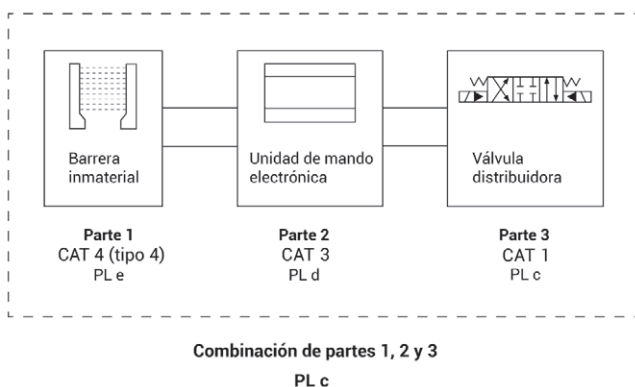 Barrera
inmaterial
Unidad de mando
electrónica
Válvula
distribuidora
Parte 1
CAT 4 (tipo 4)
PL e
Parte 2
CAT 3
PL d
Parte 3
CAT 1
PL c
Combinación de partes 1, 2 y 3
PL c